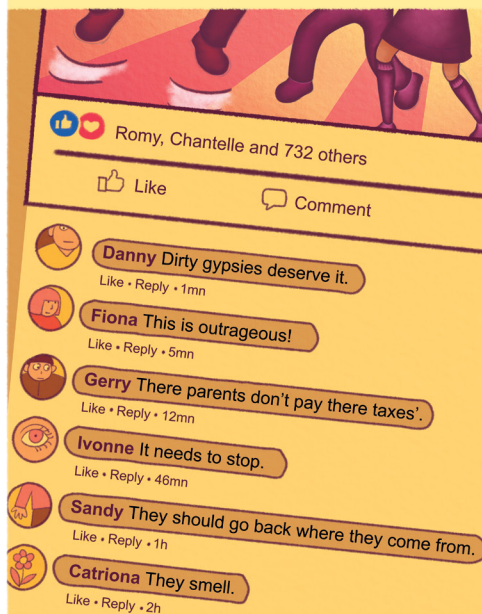 Romy, Chantelle and 732 others
Like Comment
Danny Dirty gypsies deserve it.
Like • Reply • 1mn
Fiona This is outrageous!
Like • Reply • 5mn
Gerry There parents don't pay there taxes'.
Like • Reply • 12mn
Ivonne It needs to stop.
Like • Reply • 46mn
Sandy They should go back where they come from.
Like • Reply • 1h
Catriona They smell.
Like • Reply • 2h